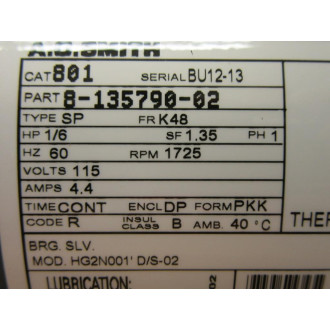 A.O.SMITH
CAT 801 SERIAL BU12-13
PART 8-135790-02
TYPE SP FR K48
HP 1/6 SF 1.35 PH 1
HZ 60 RPM 1725
VOLTS 115
AMPS 4.4
TIME CONT ENCL DP FORM PKK
CODE R INSUL CLASS B AMB. 40 °C
THER
BRG. SLV.
MOD. HG2N001' D/S-02
LUBRICATION:
02